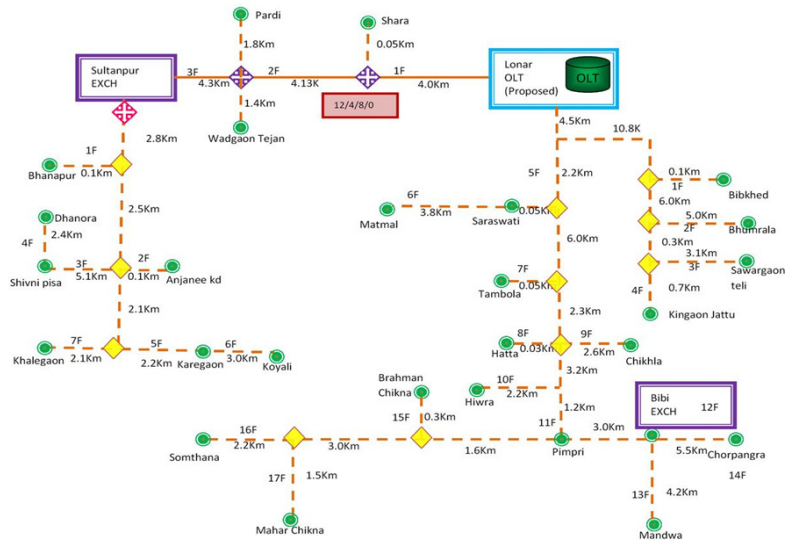 Pardi
Shara
1.8Km
0.05Km
Sultanpur
EXCH
3F
4.3Km
2F
4.13K
1F
4.0Km
Lonar
OLT
(Proposed)
OLT
12/4/8/0
1.4Km
Wadgaon Tejan
2.8Km
4.5Km
10.8K
1F
Bhanapur
0.1Km
5F
2.2Km
0.1Km
1F
Bibkhed
2.5Km
6F
3.8Km
Matmal
0.05Km
Saraswati
6.0Km
5.0Km
2F
Bhumrala
Dhanora
2.4Km
4F
3F
5.1Km
Shivni pisa
2F
0.1Km
Anjanee kd
6.0Km
0.3Km
3.1Km
3F
Sawargaon
teli
7F
0.05Km
Tambola
4F
0.7Km
Kingaon Jattu
2.1Km
2.3Km
7F
2.1Km
Khalegaon
5F
2.2Km
Karegaon
6F
3.0Km
Koyali
8F
0.03Km
Hatta
9F
2.6Km
Chikhla
3.2Km
Brahman
Chikna
10F
2.2Km
Hiwra
Bibi
EXCH
12F
15F
0.3Km
1.2Km
11F
16F
2.2Km
Somthana
3.0Km
1.6Km
Pimpri
3.0Km
5.5Km
Chorpangra
14F
17F
1.5Km
Mahar Chikna
13F
4.2Km
Mandwa